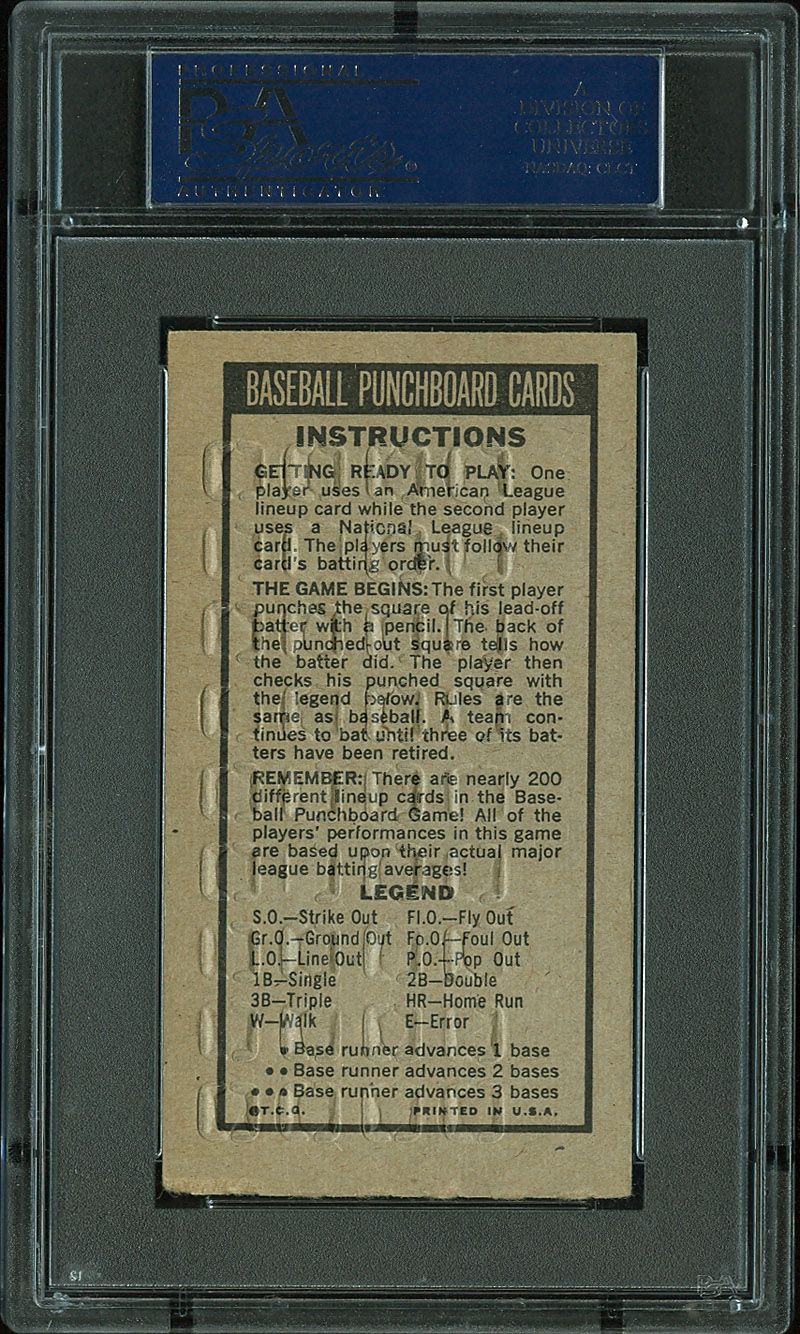 PROFESSIONAL
PSA
Sports®
AUTHENTICATOR
A
DIVISION OF
COLLECTORS
UNIVERSE
NASDAQ: CLCT
BASEBALL PUNCHBOARD CARDS
INSTRUCTIONS
GETTING READY TO PLAY: One
player uses an American League
lineup card while the second player
uses a National League lineup
card. The players must follow their
card's batting order.
THE GAME BEGINS: The first player
punches the square of his lead-off
batter with a pencil. The back of
the punched-out square tells how
the batter did. The player then
checks his punched square with
the legend below. Rules are the
same as baseball. A team con-
tinues to bat until three of its bat-
ters have been retired.
REMEMBER: There are nearly 200
different lineup cards in the Base-
ball Punchboard Game! All of the
players' performances in this game
are based upon their actual major
league batting averages!
LEGEND
S.O.—Strike Out Fl.O.—Fly Out
Gr.O.—Ground Out Fo.O.—Foul Out
L.O.—Line Out P.O.—Pop Out
1B—Single 2B—Double
3B—Triple HR—Home Run
W—Walk E—Error
• Base runner advances 1 base
• • Base runner advances 2 bases
• • • Base runner advances 3 bases
©T.C.G. PRINTED IN U.S.A.
PSA